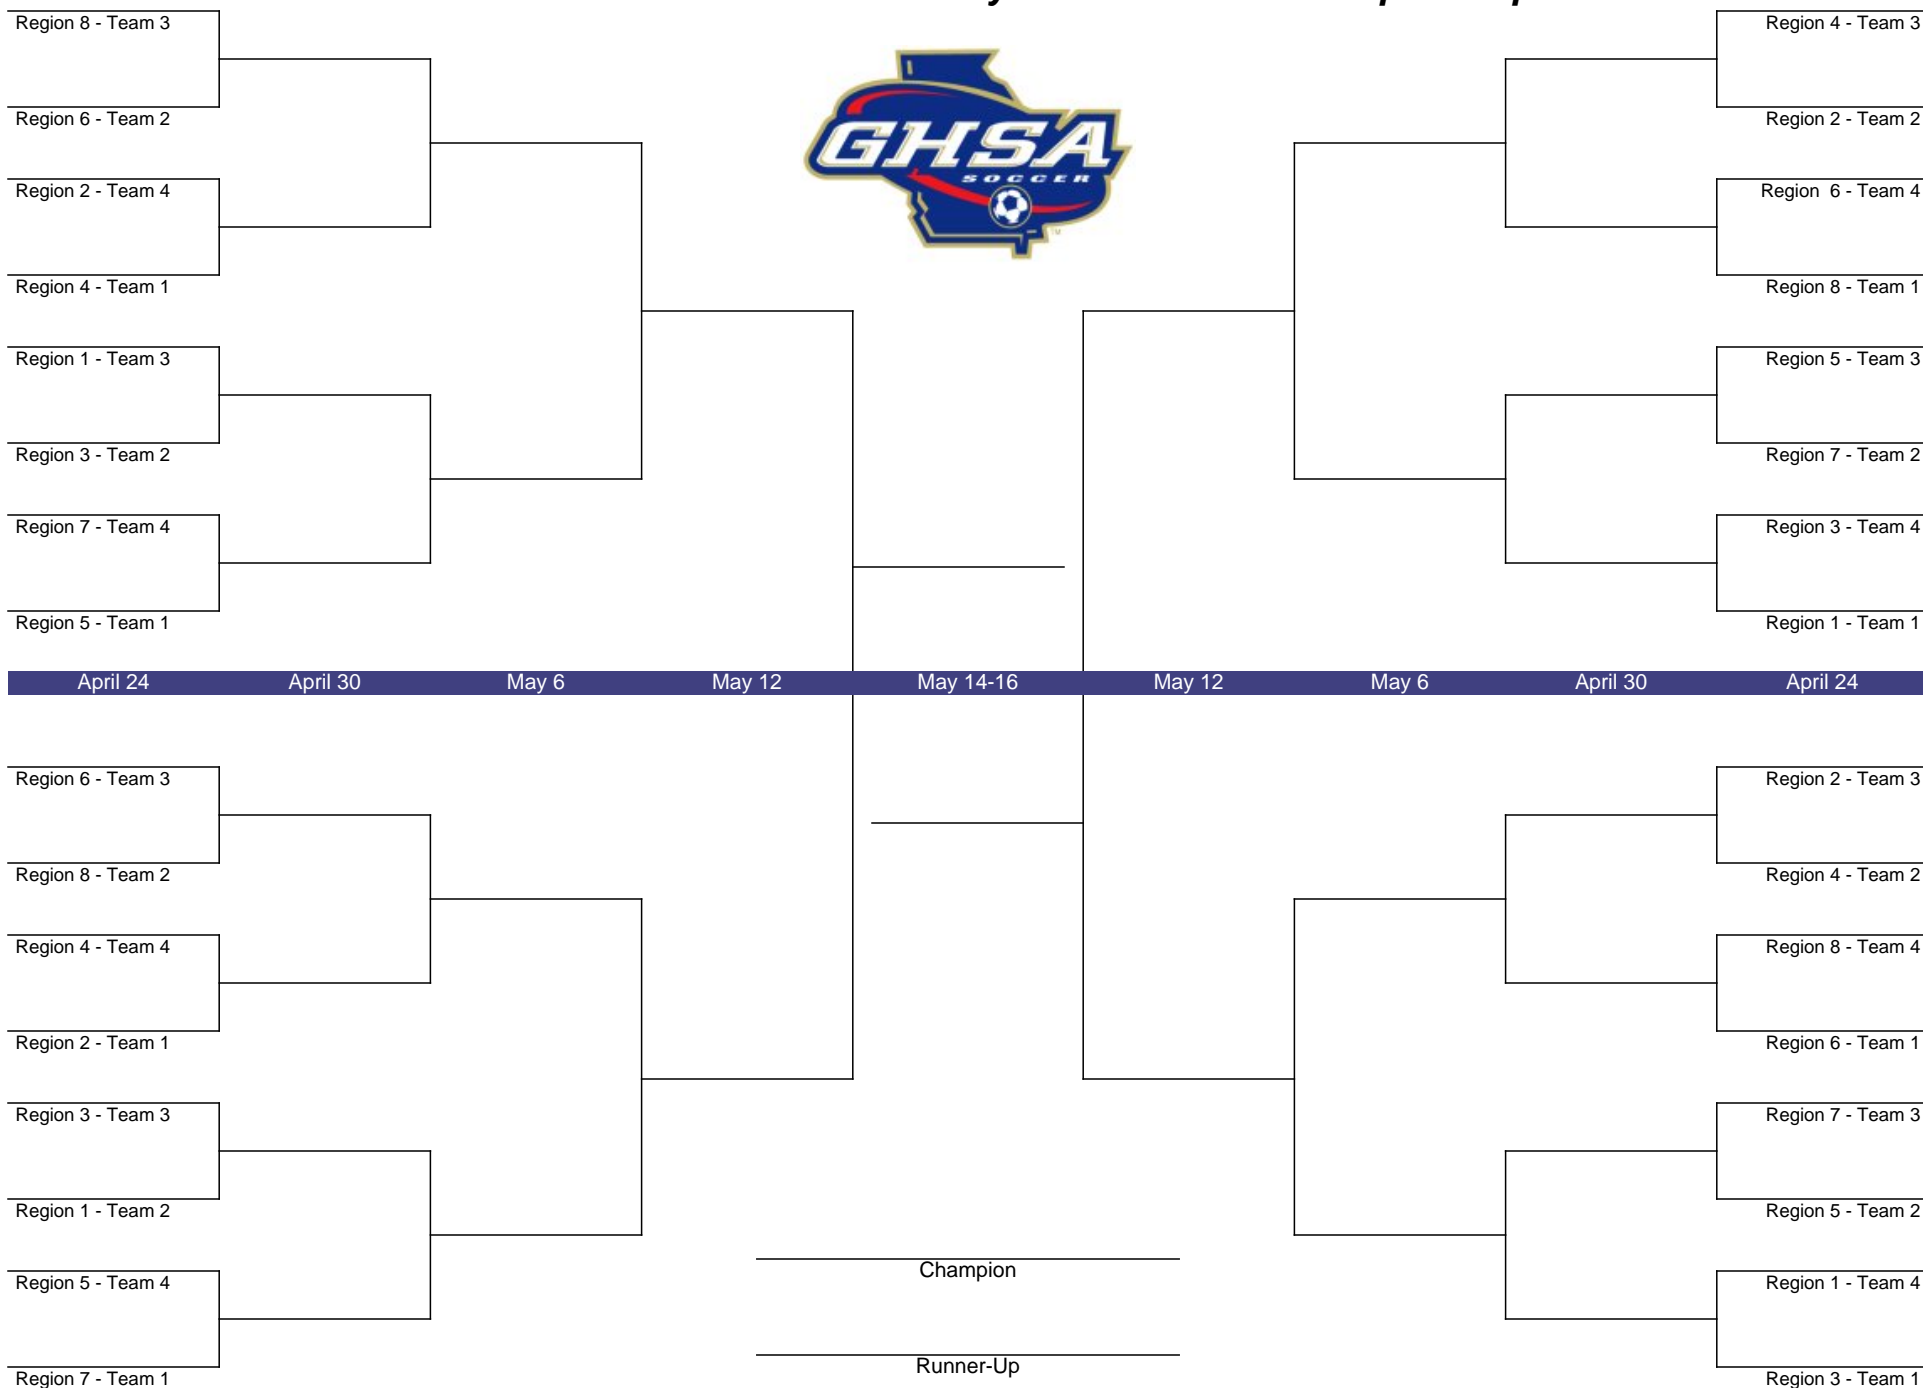 Region 8 - Team 3
Region 6 - Team 2
Region 2 - Team 4
Region 4 - Team 1
Region 1 - Team 3
Region 3 - Team 2
Region 7 - Team 4
Region 5 - Team 1
GHSA
SOCCER
TM
Region 4 - Team 3
Region 2 - Team 2
Region  6 - Team 4
Region 8 - Team 1
Region 5 - Team 3
Region 7 - Team 2
Region 3 - Team 4
Region 1 - Team 1
April 24 April 30 May 6 May 12 May 14-16 May 12 May 6 April 30 April 24
Region 6 - Team 3
Region 8 - Team 2
Region 4 - Team 4
Region 2 - Team 1
Region 3 - Team 3
Region 1 - Team 2
Region 5 - Team 4
Region 7 - Team 1
Champion
Runner-Up
Region 2 - Team 3
Region 4 - Team 2
Region 8 - Team 4
Region 6 - Team 1
Region 7 - Team 3
Region 5 - Team 2
Region 1 - Team 4
Region 3 - Team 1